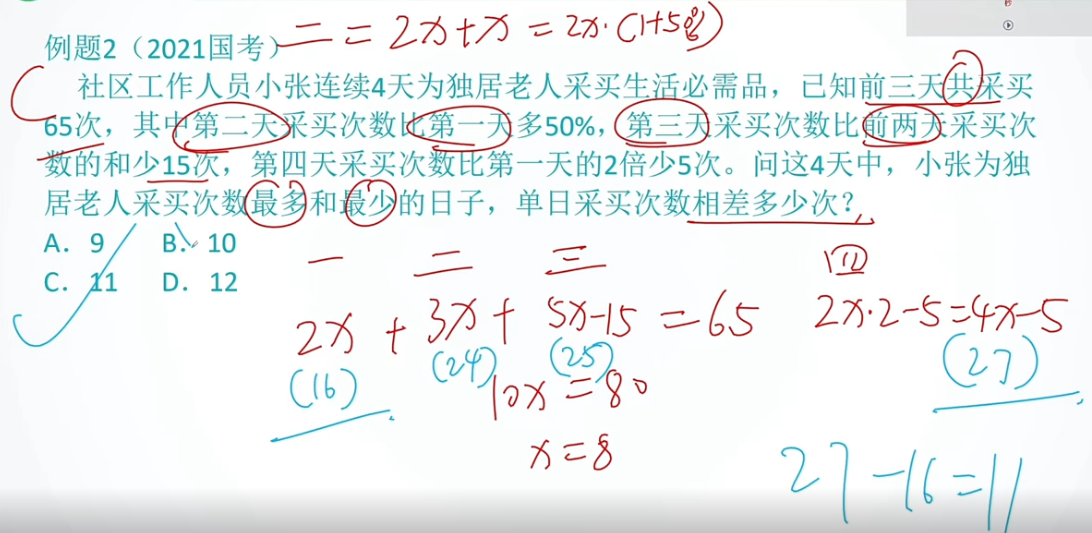 二 = 2x+x = 2x·(1+50%)
例题2（2021国考）
社区工作人员小张连续4天为独居老人采买生活必需品，已知前三天共采买
65次，其中第二天采买次数比第一天多50%，第三天采买次数比前两天采买次
数的和少15次，第四天采买次数比第一天的2倍少5次。问这4天中，小张为独
居老人采买次数最多和最少的日子，单日采买次数相差多少次？
A. 9 B. 10
C. 11 D. 12
一 二 三 四
2x + 3x + 5x-15 = 65 2x·2-5=4x-5
(16) (24) (25) (27)
10x = 80
x = 8
27-16=11